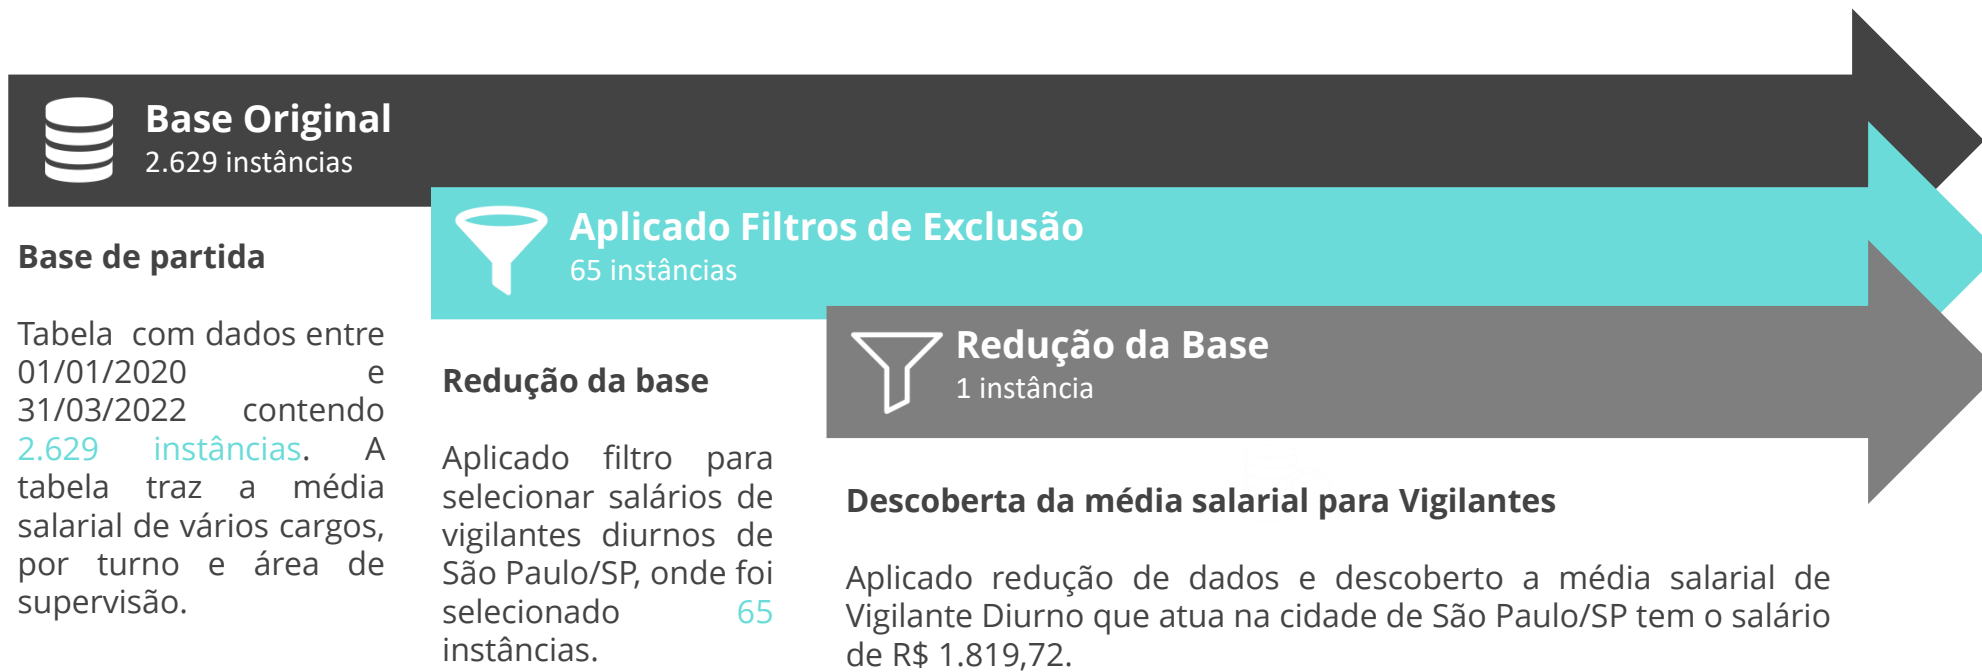 Base Original
2.629 instâncias
Base de partida
Tabela com dados entre
01/01/2020 e
31/03/2022 contendo
2.629 instâncias. A
tabela traz a média
salarial de vários cargos,
por turno e área de
supervisão.
Aplicado Filtros de Exclusão
65 instâncias
Redução da base
Aplicado filtro para
selecionar salários de
vigilantes diurnos de
São Paulo/SP, onde foi
selecionado 65
instâncias.
Redução da Base
1 instância
Descoberta da média salarial para Vigilantes
Aplicado redução de dados e descoberto a média salarial de
Vigilante Diurno que atua na cidade de São Paulo/SP tem o salário
de R$ 1.819,72.